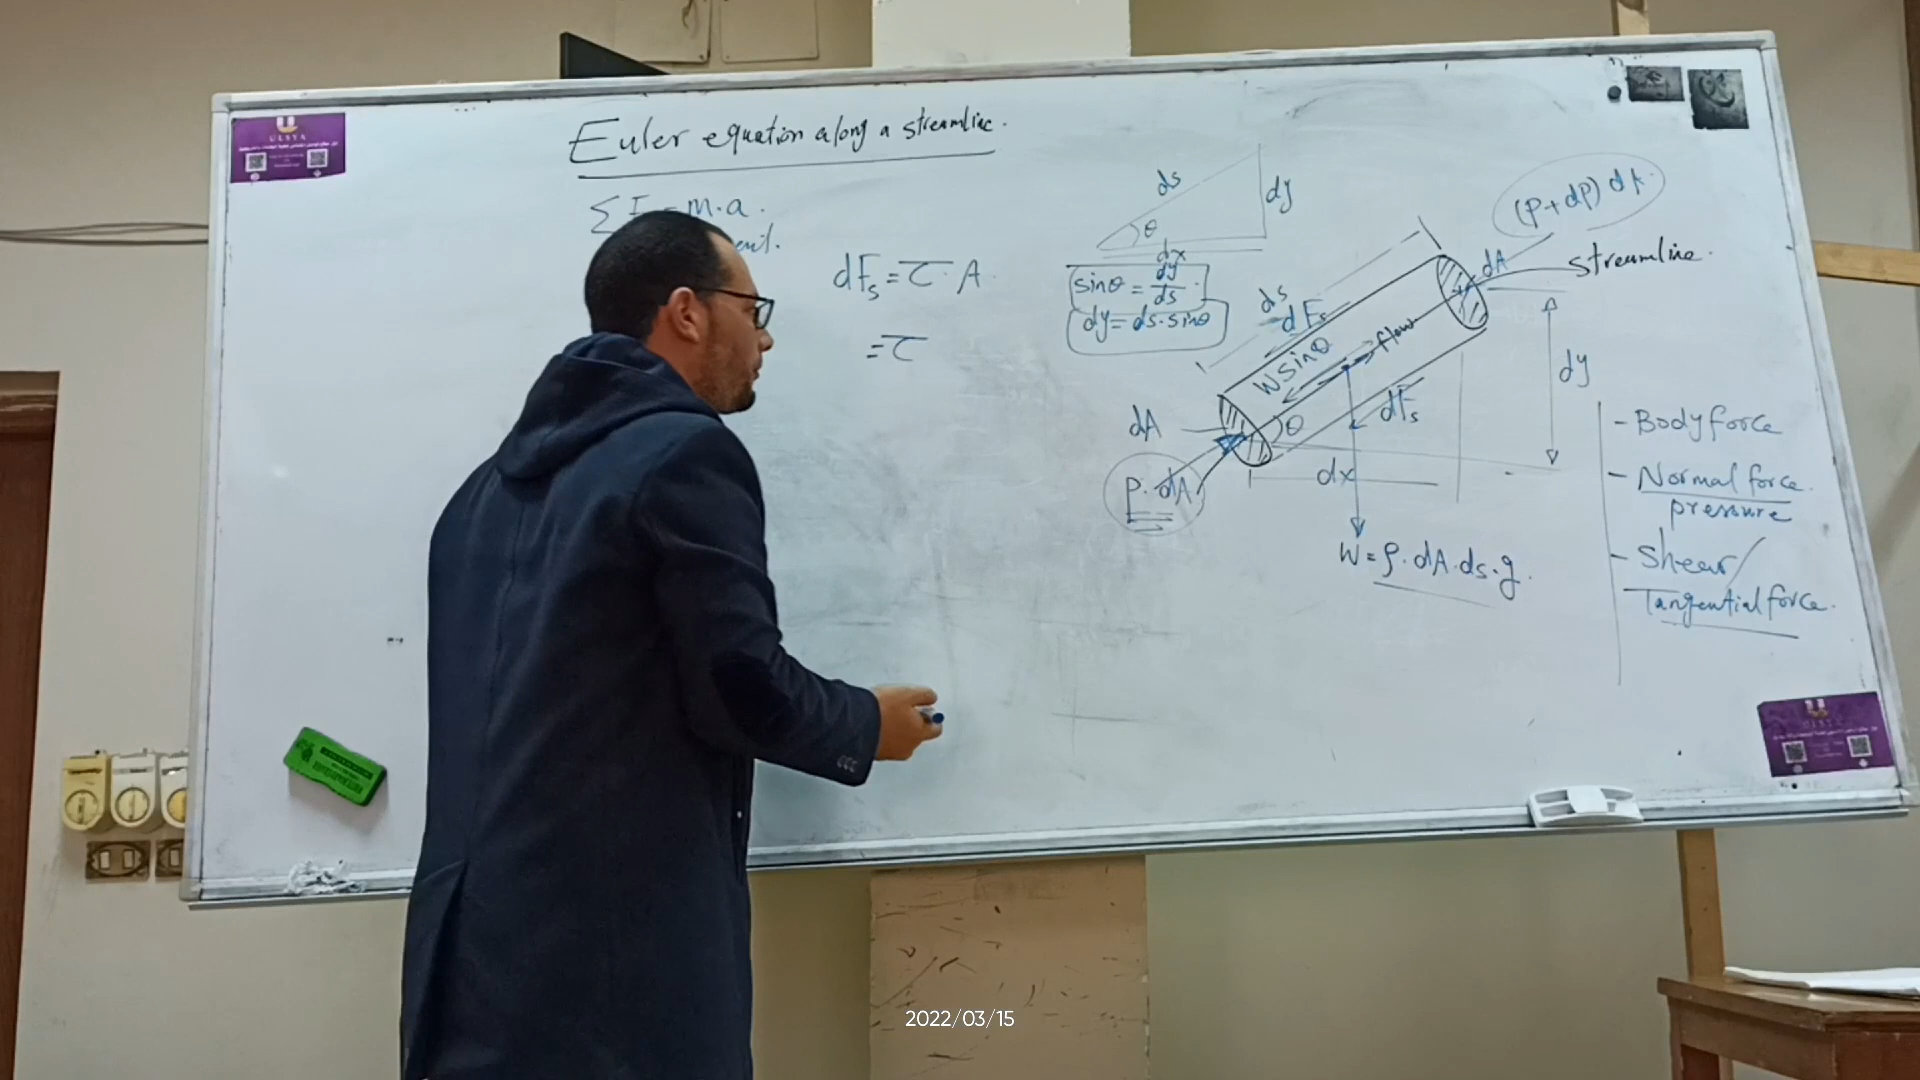 Euler equation along a streamline.
m.a.
dFs = τ · A
= τ
ds
dy
θ
dx
sinθ = dy/ds
dy = ds·sinθ
(P+dP) dA
dA
streamline.
ds
dFs
flow
W sinθ
dy
dFs
θ
dA
P·dA
dx
W = ρ·dA·ds·g.
- Body force
- Normal force.
pressure
- Shear/
Tangential force.
ULSYA
2022/03/15